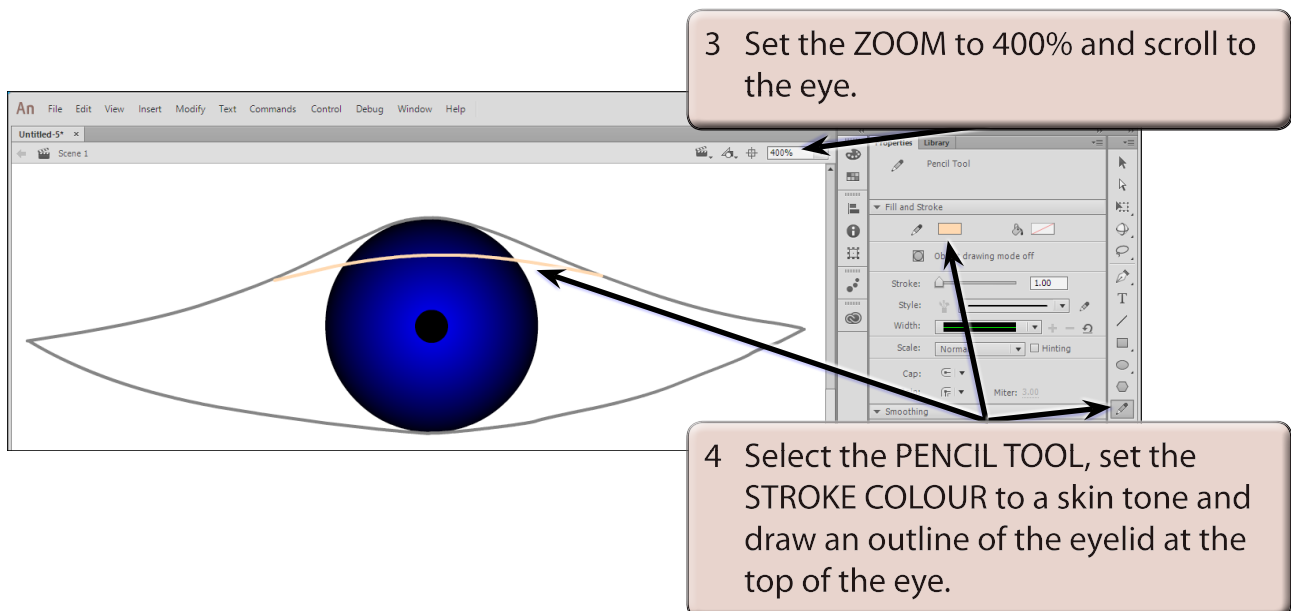 3 Set the ZOOM to 400% and scroll to
the eye.
An File Edit View Insert Modify Text Commands Control Debug Window Help
Untitled-5* ×
Scene 1
400%
Properties Library
Pencil Tool
Fill and Stroke
drawing mode off
Stroke: 1.00
Style:
Width:
Scale: Normal Hinting
Cap:
Miter: 3.00
Smoothing
4 Select the PENCIL TOOL, set the
STROKE COLOUR to a skin tone and
draw an outline of the eyelid at the
top of the eye.